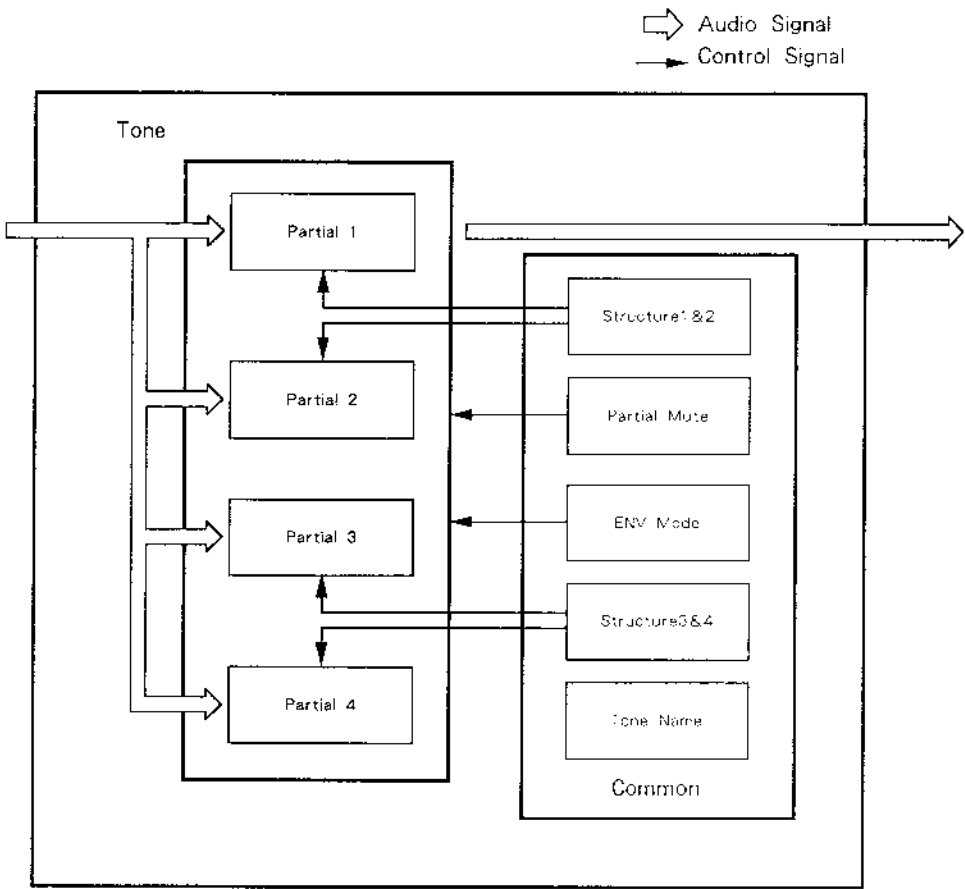 Audio Signal
Control Signal
Tone
Partial 1
Structure1&2
Partial 2
Partial Mute
Partial 3
ENV Mode
Structure3&4
Partial 4
Tone Name
Common